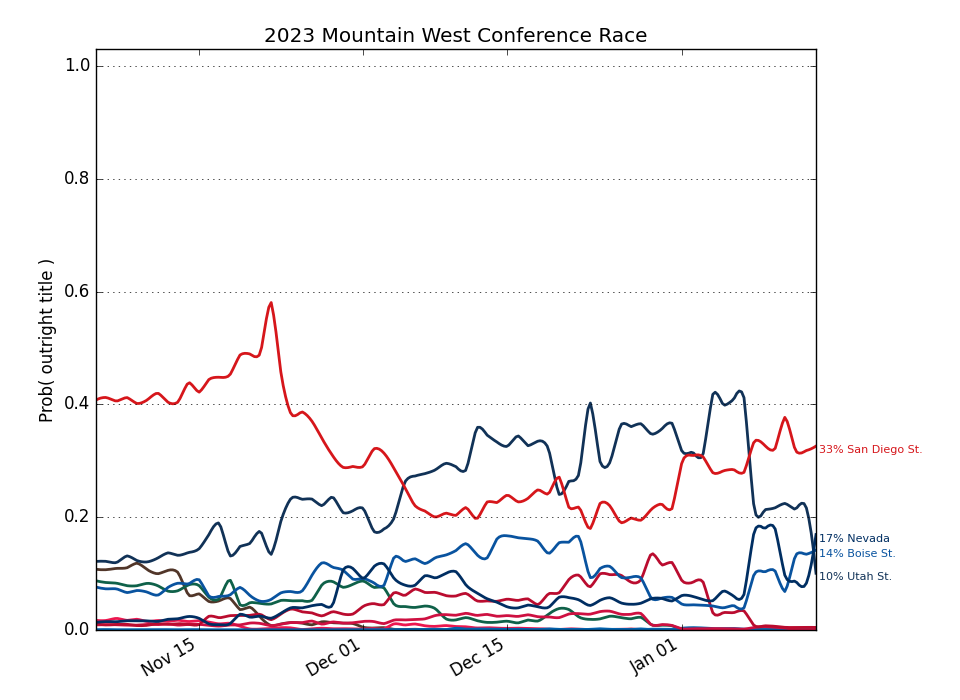 2023 Mountain West Conference Race
Prob( outright title )
1.0
0.8
0.6
0.4
0.2
0.0
Nov 15
Dec 01
Dec 15
Jan 01
33% San Diego St.
17% Nevada
14% Boise St.
10% Utah St.